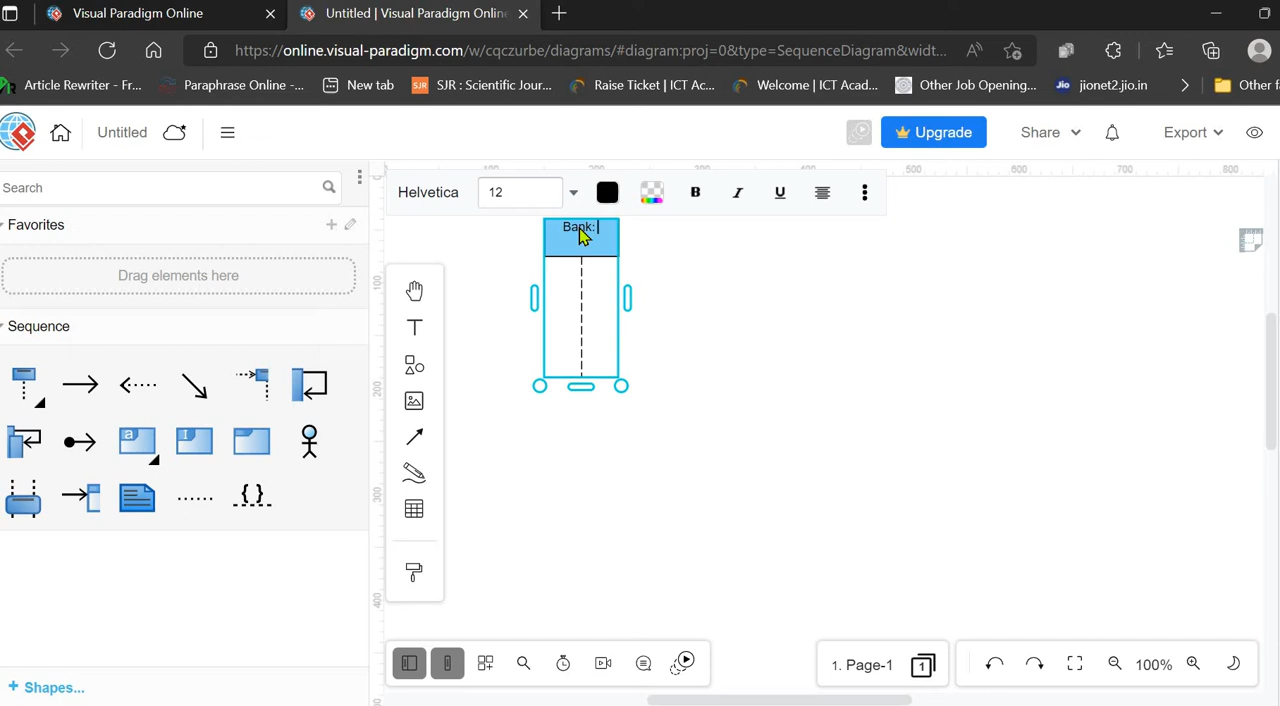 Visual Paradigm Online
Untitled | Visual Paradigm Online
https://online.visual-paradigm.com/w/cqczurbe/diagrams/#diagram:proj=0&type=SequenceDiagram&widt...
Article Rewriter - Fr...
Paraphrase Online -...
New tab
SJR
SJR : Scientific Jour...
Raise Ticket | ICT Ac...
Welcome | ICT Acad...
Other Job Opening...
Jio
jionet2.jio.in
Untitled
Upgrade
Share
Export
Search
Helvetica
12
B
I
U
100
200
500
600
700
800
Favorites
Drag elements here
Sequence
Bank:
T
a
I
{}
100
200
300
400
+ Shapes...
1. Page-1
1
100%